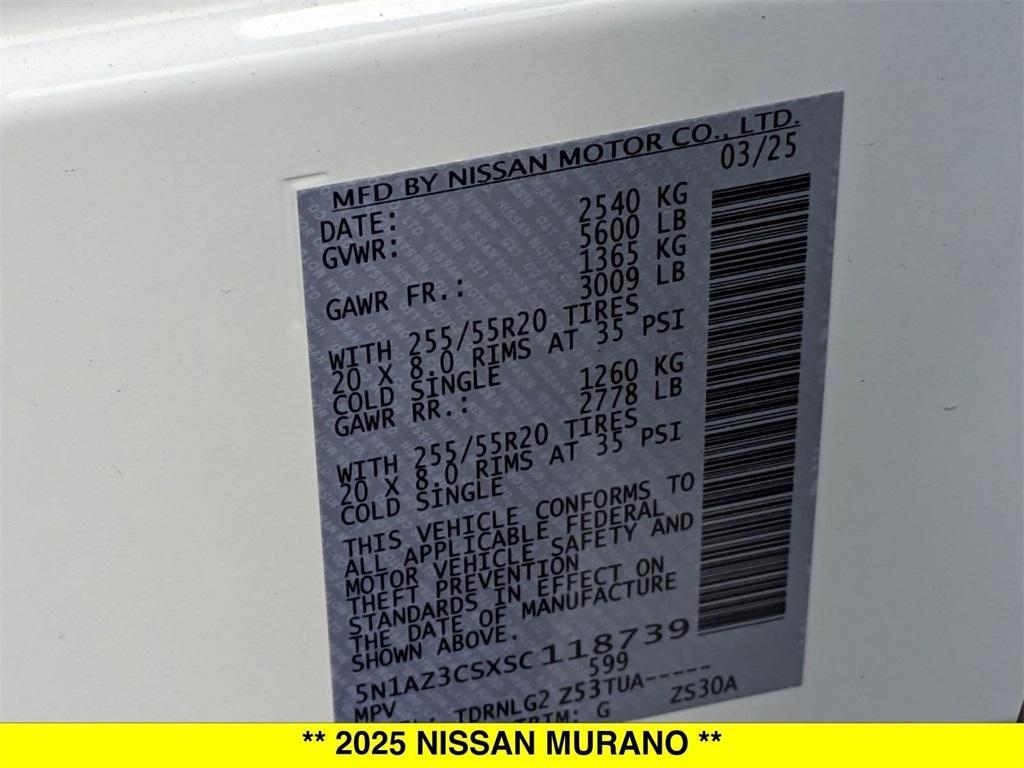 MFD BY NISSAN MOTOR CO., LTD.
DATE: 03/25
GVWR: 2540 KG
5600 LB
GAWR FR.: 1365 KG
3009 LB
WITH 255/55R20 TIRES
20 X 8.0 RIMS AT 35 PSI
COLD SINGLE
GAWR RR.: 1260 KG
2778 LB
WITH 255/55R20 TIRES
20 X 8.0 RIMS AT 35 PSI
COLD SINGLE
THIS VEHICLE CONFORMS TO
ALL APPLICABLE FEDERAL
MOTOR VEHICLE SAFETY AND
THEFT PREVENTION
STANDARDS IN EFFECT ON
THE DATE OF MANUFACTURE
SHOWN ABOVE.
5N1AZ3CSXSC118739
MPV 599
TDRNLG2 Z53TUA-----
TRIM: G ZS30A
** 2025 NISSAN MURANO **